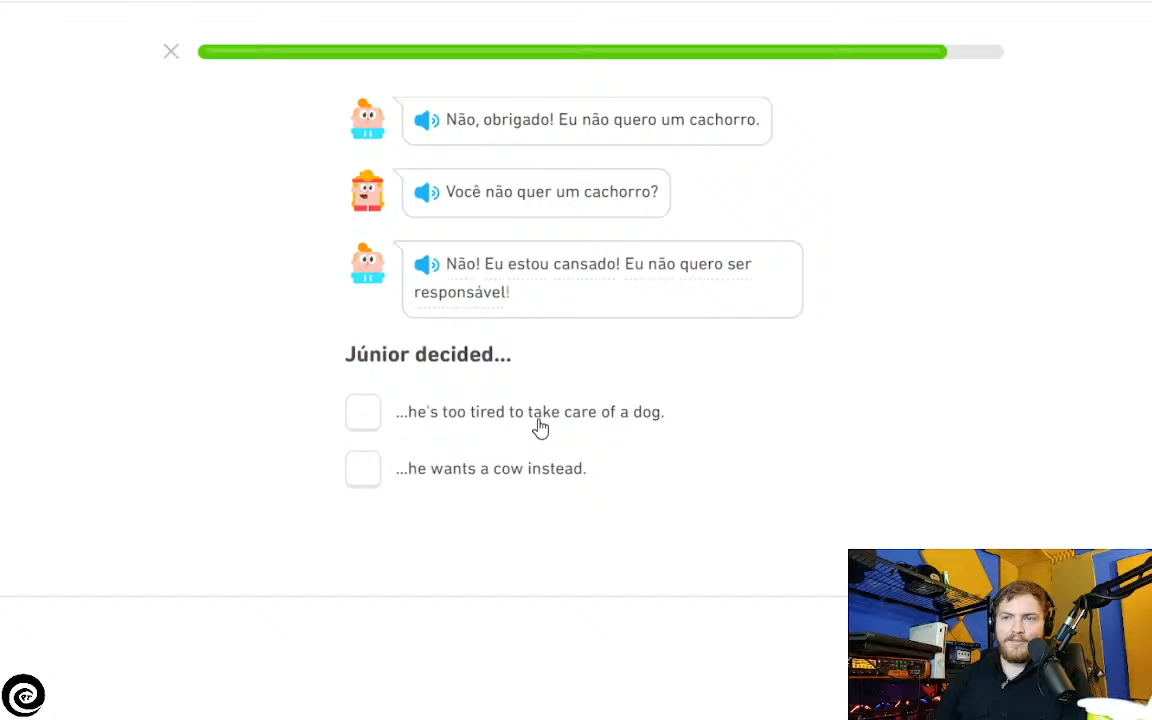 Não, obrigado! Eu não quero um cachorro.
Você não quer um cachorro?
Não! Eu estou cansado! Eu não quero ser
responsável!
Júnior decided...
...he's too tired to take care of a dog.
...he wants a cow instead.